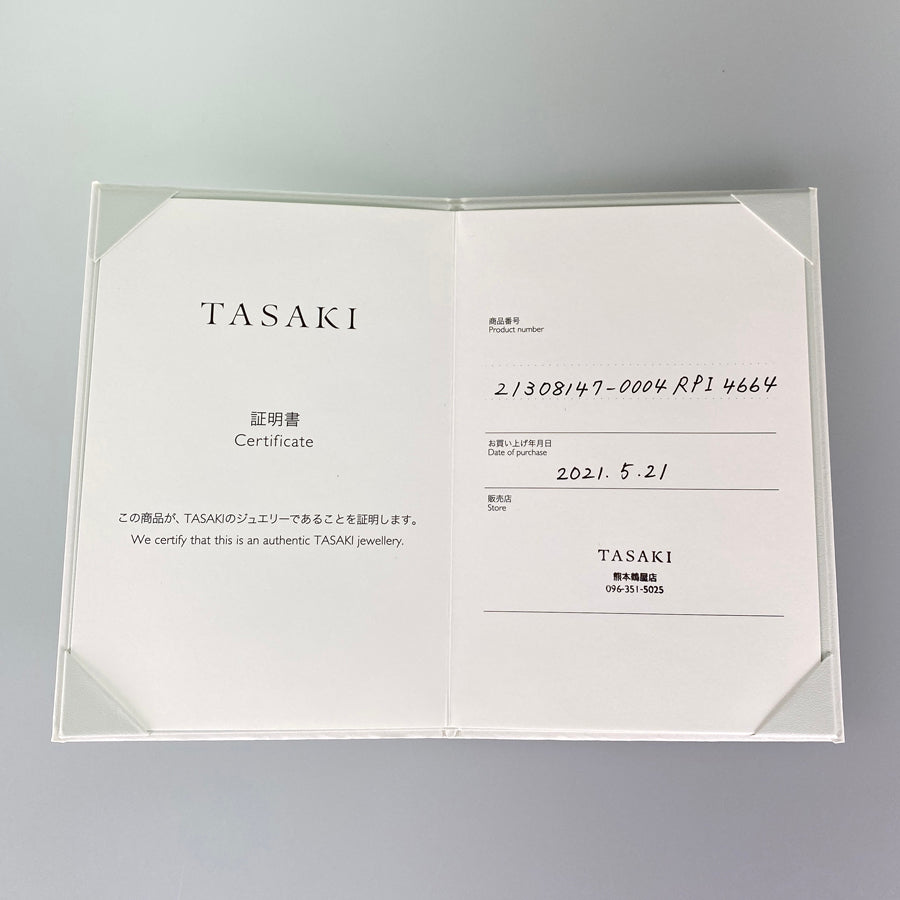 TASAKI
証明書
Certificate
この商品が、TASAKIのジュエリーであることを証明します。
We certify that this is an authentic TASAKI jewellery.
商品番号
Product number
21308147-0004 RPI 4664
お買い上げ年月日
Date of purchase
2021.5.21
販売店
Store
TASAKI
熊本鶴屋店
096-351-5025